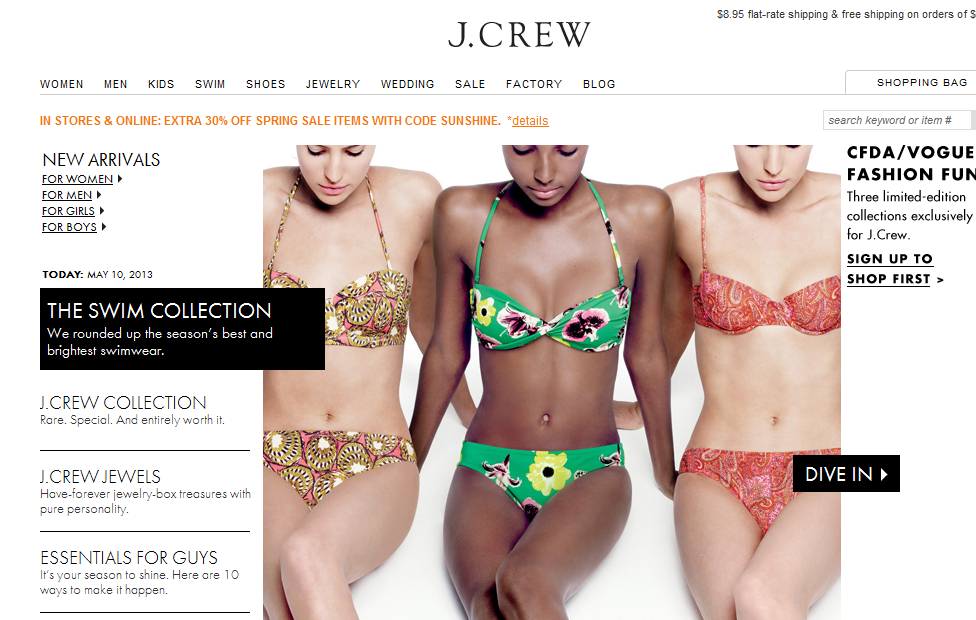 $8.95 flat-rate shipping & free shipping on orders of $
J.CREW
WOMEN MEN KIDS SWIM SHOES JEWELRY WEDDING SALE FACTORY BLOG
SHOPPING BAG
IN STORES & ONLINE: EXTRA 30% OFF SPRING SALE ITEMS WITH CODE SUNSHINE. *details
search keyword or item #
NEW ARRIVALS
FOR WOMEN
FOR MEN
FOR GIRLS
FOR BOYS
TODAY: MAY 10, 2013
THE SWIM COLLECTION
We rounded up the season's best and
brightest swimwear.
J.CREW COLLECTION
Rare. Special. And entirely worth it.
J.CREW JEWELS
Have-forever jewelry-box treasures with
pure personality.
ESSENTIALS FOR GUYS
It's your season to shine. Here are 10
ways to make it happen.
CFDA/VOGUE
FASHION FUN
Three limited-edition
collections exclusively
for J.Crew.
SIGN UP TO
SHOP FIRST >
DIVE IN